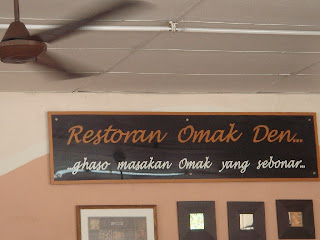 Restoran Omak Den...
...ghaso masakan Omak yang sebonar...